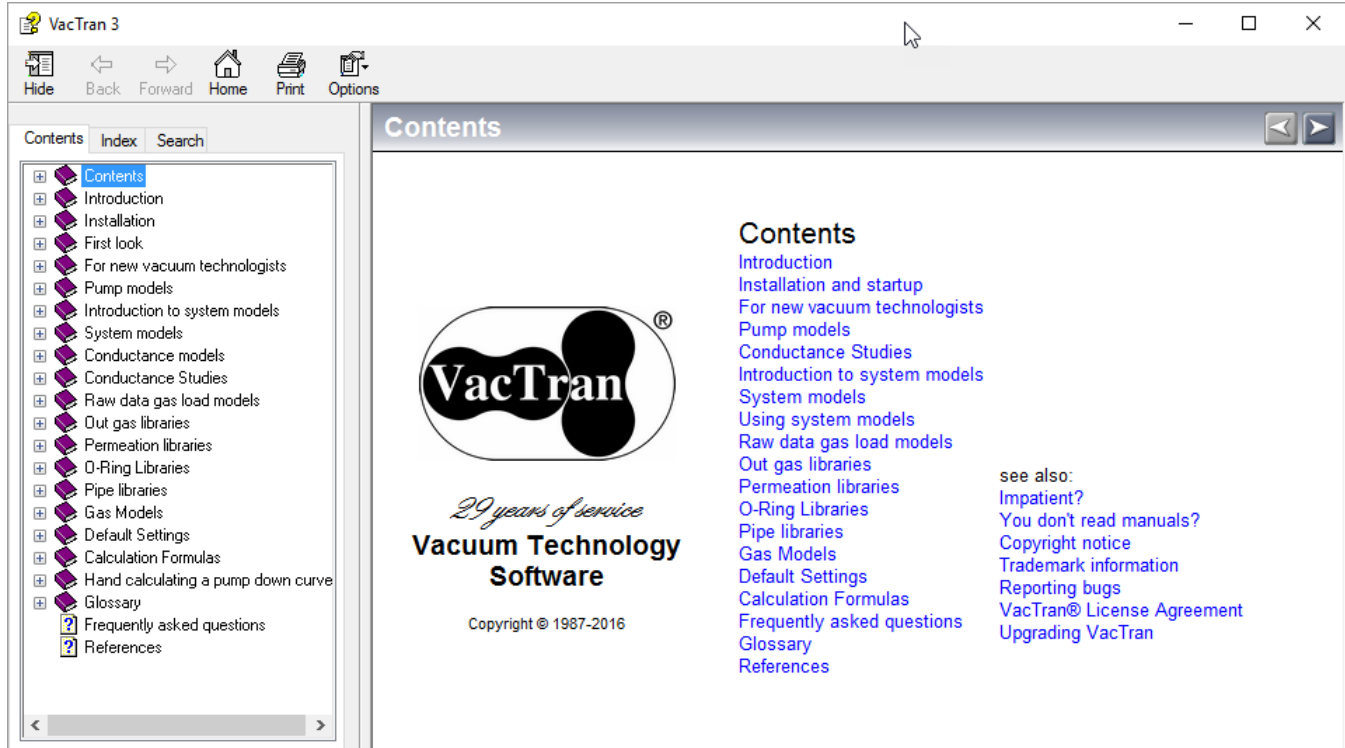 VacTran 3
Hide Back Forward Home Print Options
Contents Index Search
Contents
Introduction
Installation
First look
For new vacuum technologists
Pump models
Introduction to system models
System models
Conductance models
Conductance Studies
Raw data gas load models
Out gas libraries
Permeation libraries
O-Ring Libraries
Pipe libraries
Gas Models
Default Settings
Calculation Formulas
Hand calculating a pump down curve
Glossary
Frequently asked questions
References
Contents
VacTran®
29 years of service
Vacuum Technology
Software
Copyright © 1987-2016
Contents
Introduction
Installation and startup
For new vacuum technologists
Pump models
Conductance Studies
Introduction to system models
System models
Using system models
Raw data gas load models
Out gas libraries
Permeation libraries
O-Ring Libraries
Pipe libraries
Gas Models
Default Settings
Calculation Formulas
Frequently asked questions
Glossary
References
see also:
Impatient?
You don't read manuals?
Copyright notice
Trademark information
Reporting bugs
VacTran® License Agreement
Upgrading VacTran